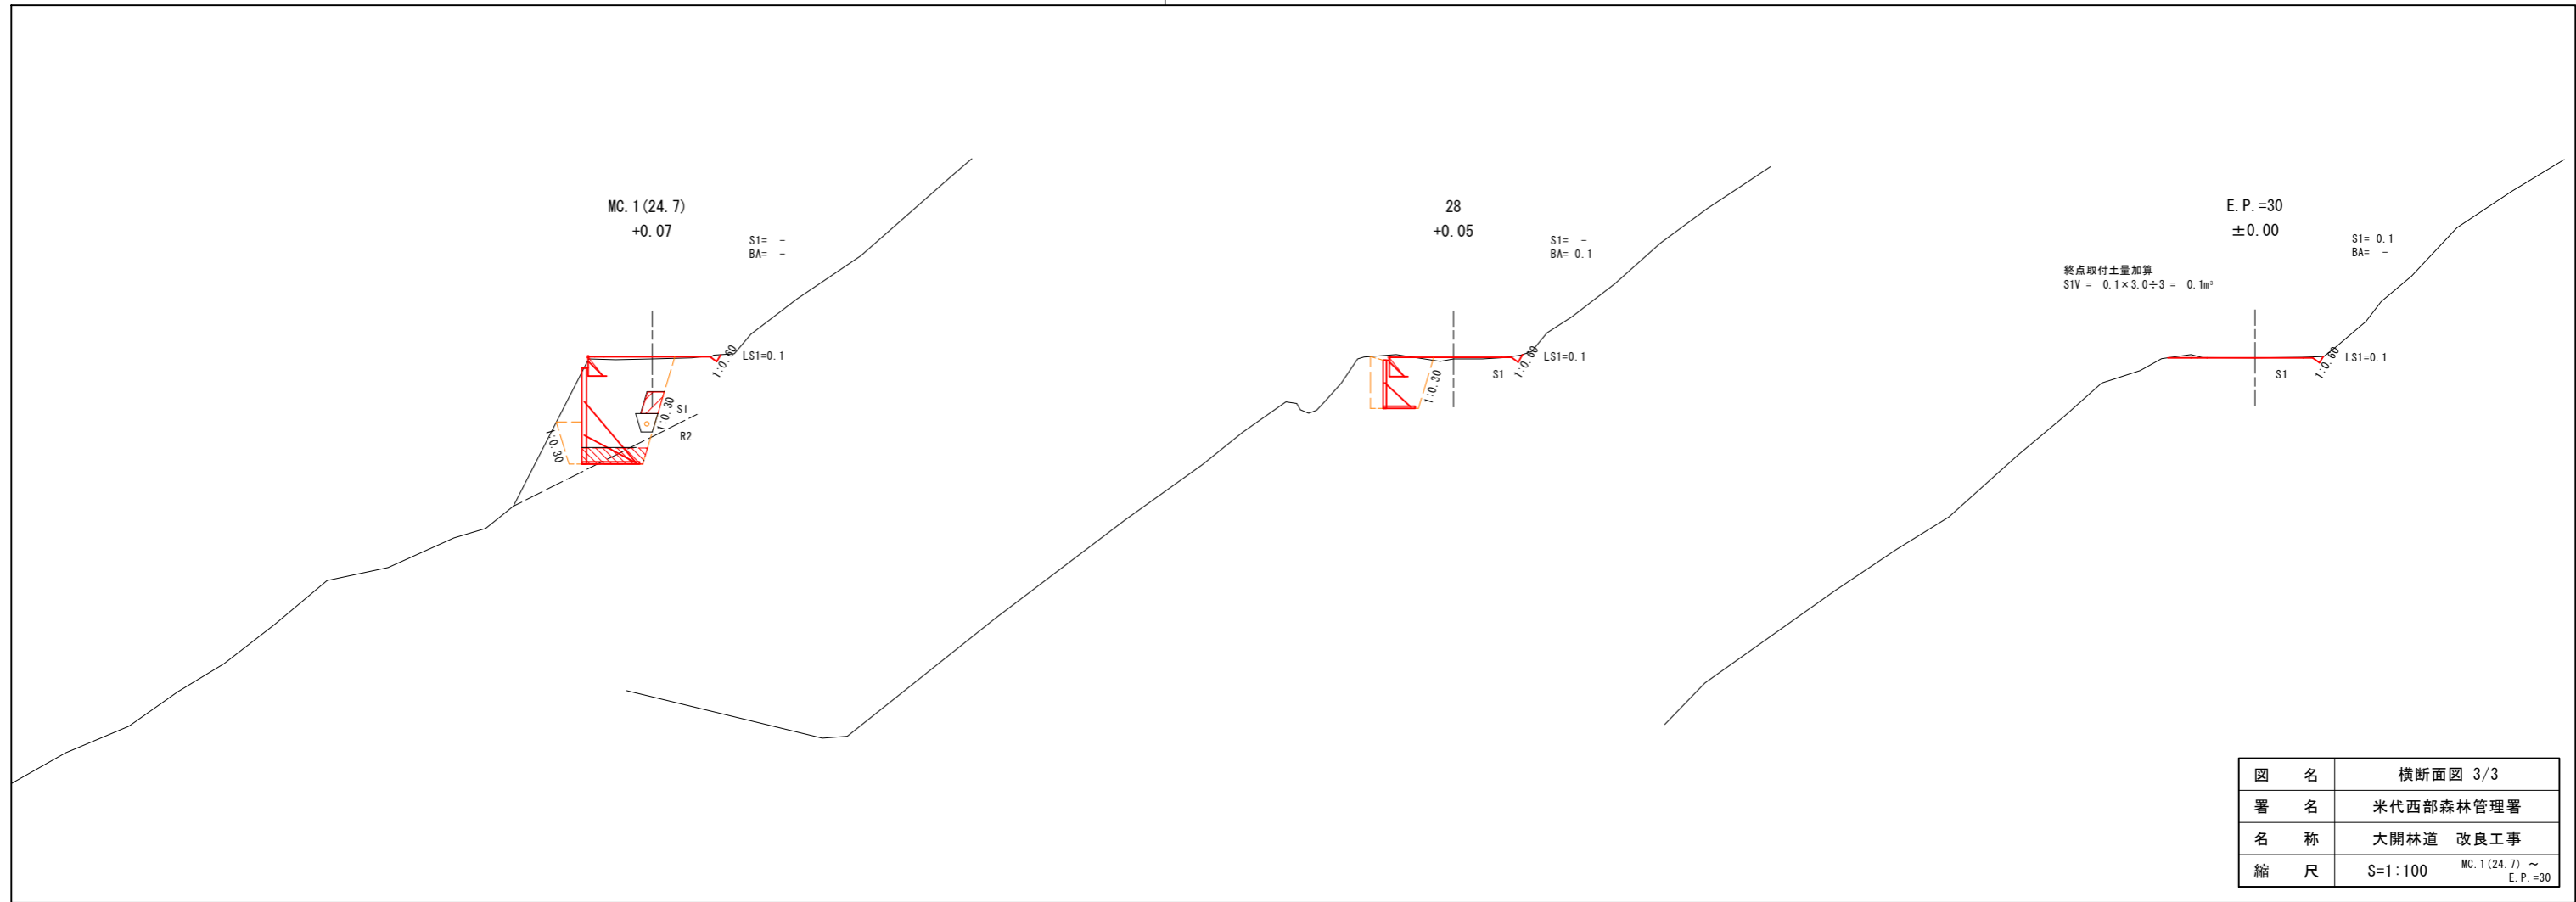 MC.1(24.7)
+0.07
S1= -
BA= -
LS1=0.1
1:0.60
1:0.30
S1
R2
1:0.30
28
+0.05
S1= -
BA= 0.1
LS1=0.1
1:0.60
S1
1:0.30
E.P.=30
±0.00
S1= 0.1
BA= -
終点取付土量加算
S1V = 0.1×3.0÷3 = 0.1m³
LS1=0.1
1:0.60
S1
図 名 横断面図 3/3
署 名 米代西部森林管理署
名 称 大開林道 改良工事
縮 尺 S=1:100 MC.1(24.7) ~
E.P.=30